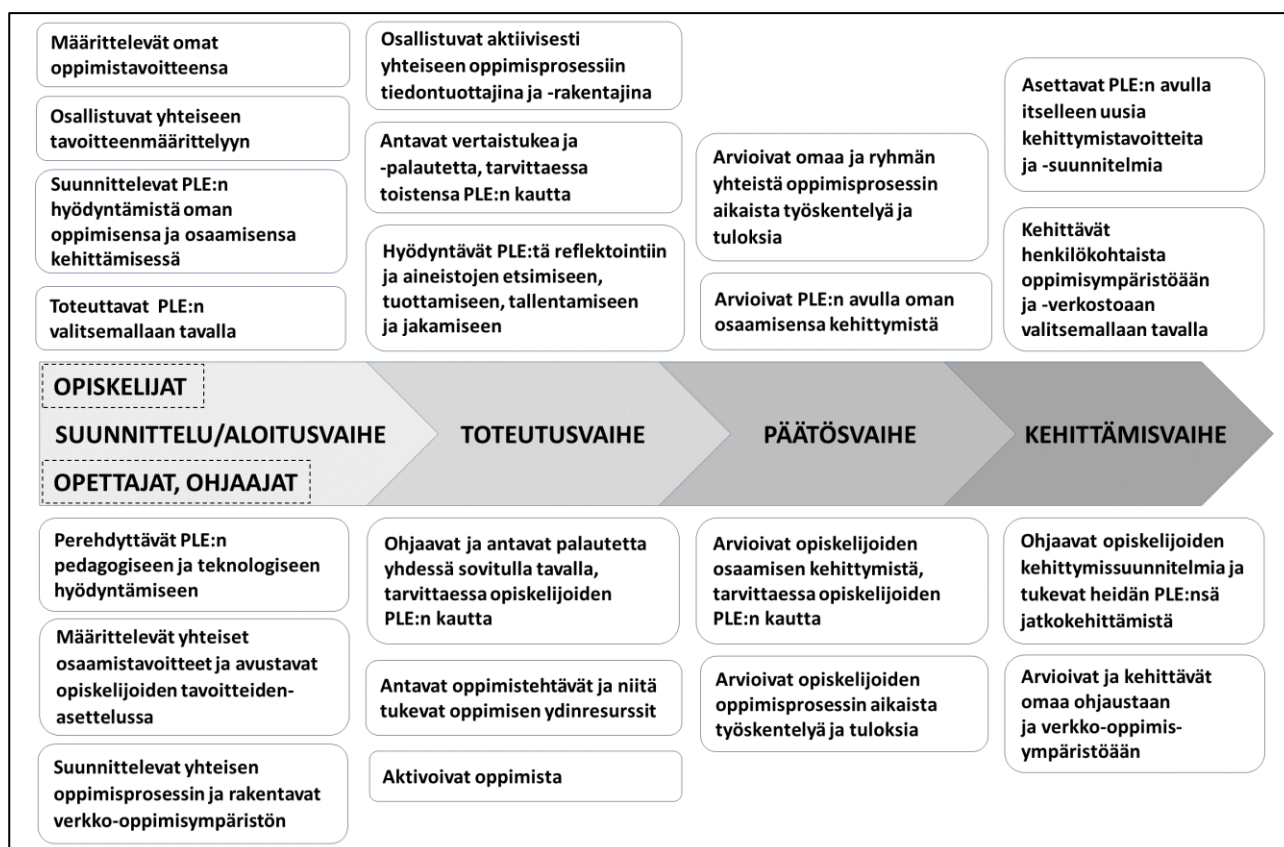 Määrittelevät omat
oppimistavoitteensa
Osallistuvat yhteiseen
tavoitteenmäärittelyyn
Suunnittelevat PLE:n
hyödyntämistä oman
oppimisensa ja osaamisensa
kehittämisessä
Toteuttavat PLE:n
valitsemallaan tavalla
Osallistuvat aktiivisesti
yhteiseen oppimisprosessiin
tiedontuottajina ja -rakentajina
Antavat vertaistukea ja
-palautetta, tarvittaessa
toistensa PLE:n kautta
Hyödyntävät PLE:tä reflektointiin
ja aineistojen etsimiseen,
tuottamiseen, tallentamiseen
ja jakamiseen
Arvioivat omaa ja ryhmän
yhteistä oppimisprosessin
aikaista työskentelyä ja
tuloksia
Arvioivat PLE:n avulla oman
osaamisensa kehittymistä
Asettavat PLE:n avulla
itselleen uusia
kehittymistavoitteita
ja -suunnitelmia
Kehittävät
henkilökohtaista
oppimisympäristöään
ja -verkostoaan
valitsemallaan tavalla
OPISKELIJAT
SUUNNITTELU/ALOITUSVAIHE
TOTEUTUSVAIHE
PÄÄTÖSVAIHE
KEHITTÄMISVAIHE
OPETTAJAT, OHJAAJAT
Perehdyttävät PLE:n
pedagogiseen ja teknologiseen
hyödyntämiseen
Määrittelevät yhteiset
osaamistavoitteet ja avustavat
opiskelijoiden tavoitteiden-
asettelussa
Suunnittelevat yhteisen
oppimisprosessin ja rakentavat
verkko-oppimisympäristön
Ohjaavat ja antavat palautetta
yhdessä sovitulla tavalla,
tarvittaessa opiskelijoiden
PLE:n kautta
Antavat oppimistehtävät ja niitä
tukevat oppimisen ydinresurssit
Aktivoivat oppimista
Arvioivat opiskelijoiden
osaamisen kehittymistä,
tarvittaessa opiskelijoiden
PLE:n kautta
Arvioivat opiskelijoiden
oppimisprosessin aikaista
työskentelyä ja tuloksia
Ohjaavat opiskelijoiden
kehittymissuunnitelmia ja
tukevat heidän PLE:nsä
jatkokehittämistä
Arvioivat ja kehittävät
omaa ohjaustaan
ja verkko-oppimis-
ympäristöään